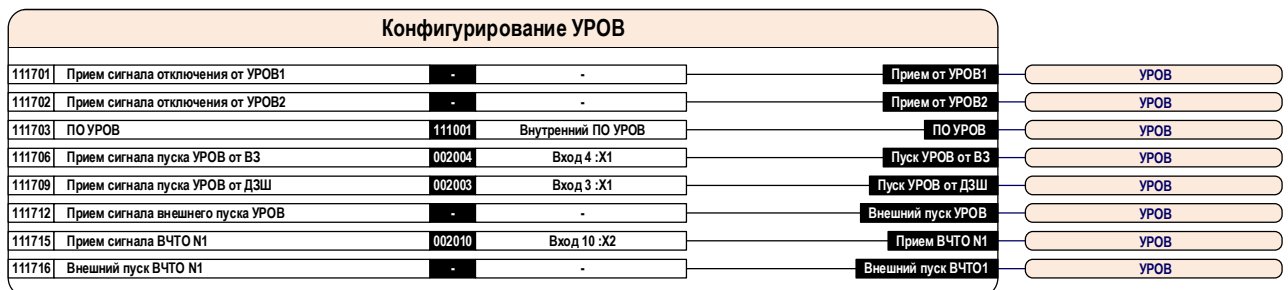 Конфигурирование УРОВ
111701 Прием сигнала отключения от УРОВ1 - - Прием от УРОВ1 УРОВ
111702 Прием сигнала отключения от УРОВ2 - - Прием от УРОВ2 УРОВ
111703 ПО УРОВ 111001 Внутренний ПО УРОВ ПО УРОВ УРОВ
111706 Прием сигнала пуска УРОВ от ВЗ 002004 Вход 4 :X1 Пуск УРОВ от ВЗ УРОВ
111709 Прием сигнала пуска УРОВ от ДЗШ 002003 Вход 3 :X1 Пуск УРОВ от ДЗШ УРОВ
111712 Прием сигнала внешнего пуска УРОВ - - Внешний пуск УРОВ УРОВ
111715 Прием сигнала ВЧТО N1 002010 Вход 10 :X2 Прием ВЧТО N1 УРОВ
111716 Внешний пуск ВЧТО N1 - - Внешний пуск ВЧТО1 УРОВ